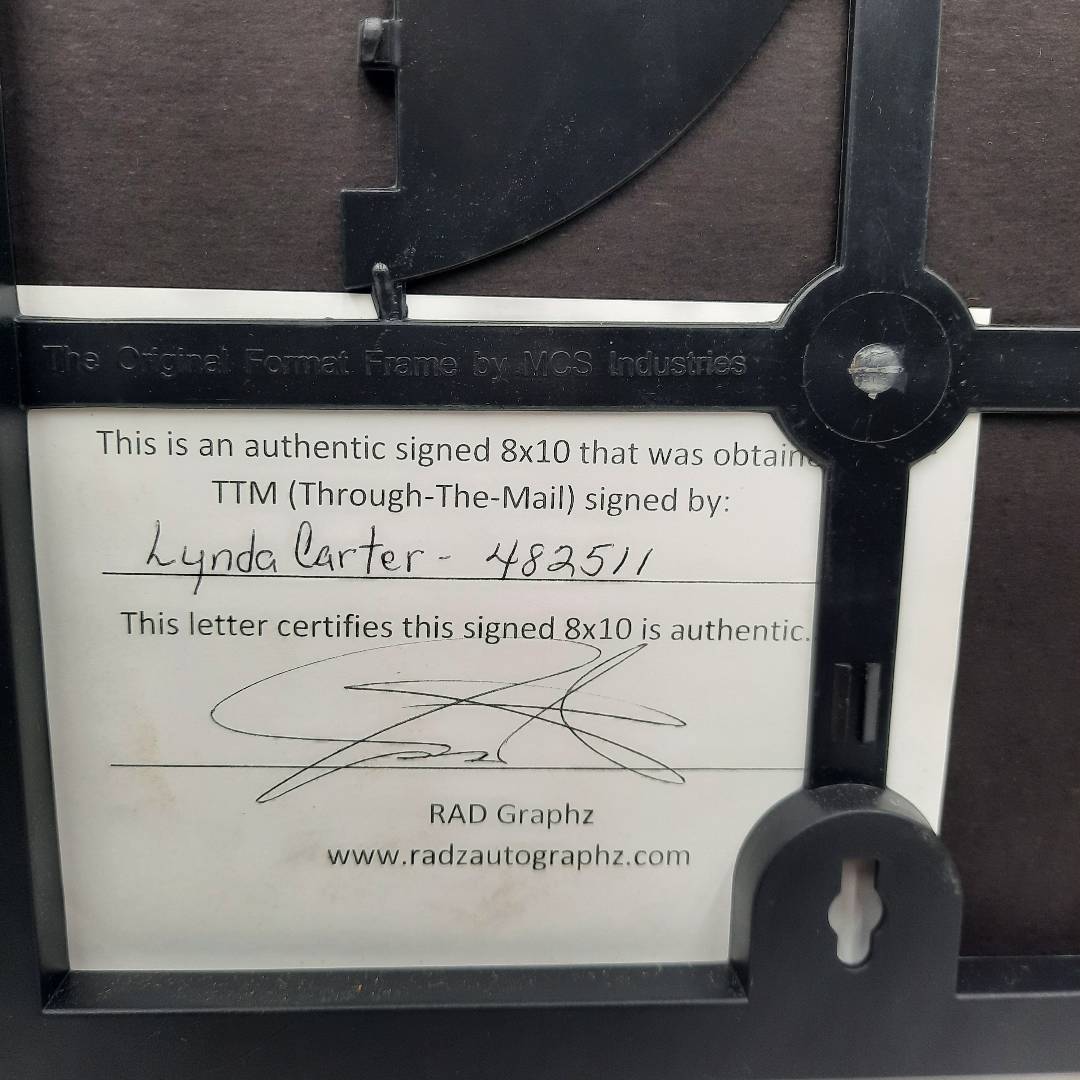 The Original Format Frame by MCS Industries
This is an authentic signed 8x10 that was obtaine
TTM (Through-The-Mail) signed by:
Lynda Carter - 482511
This letter certifies this signed 8x10 is authentic.
RAD Graphz
www.radzautographz.com